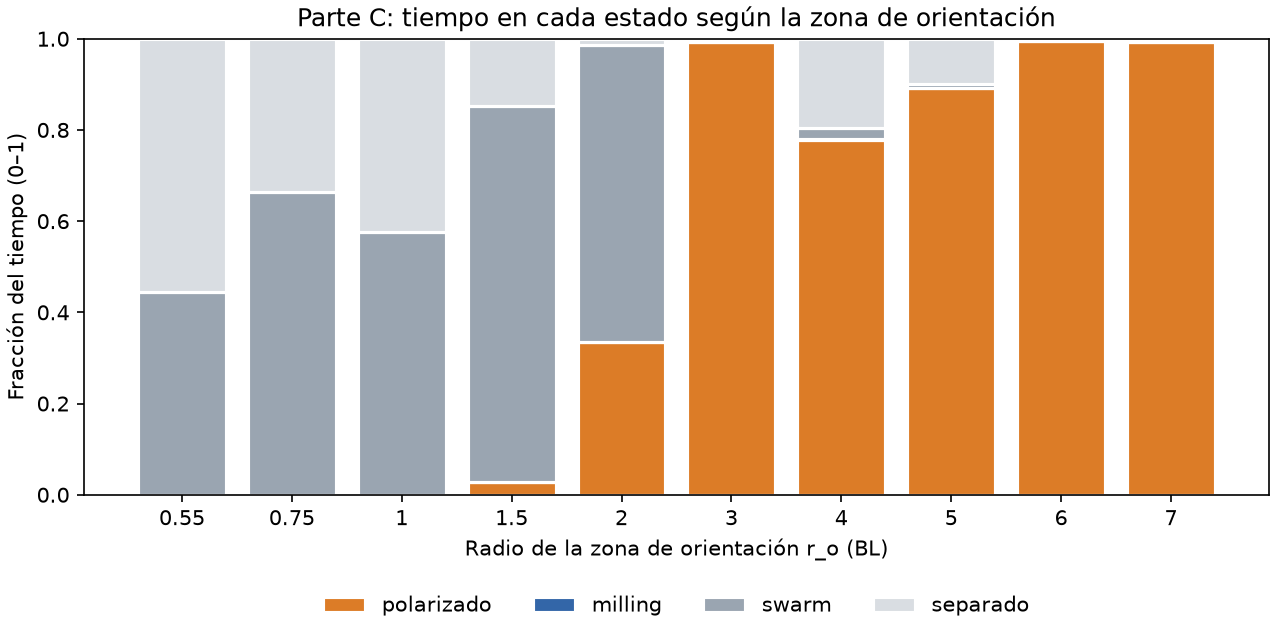 Parte C: tiempo en cada estado según la zona de orientación
Fracción del tiempo (0–1)
1.0
0.8
0.6
0.4
0.2
0.0
0.55 0.75 1 1.5 2 3 4 5 6 7
Radio de la zona de orientación r_o (BL)
polarizado milling swarm separado